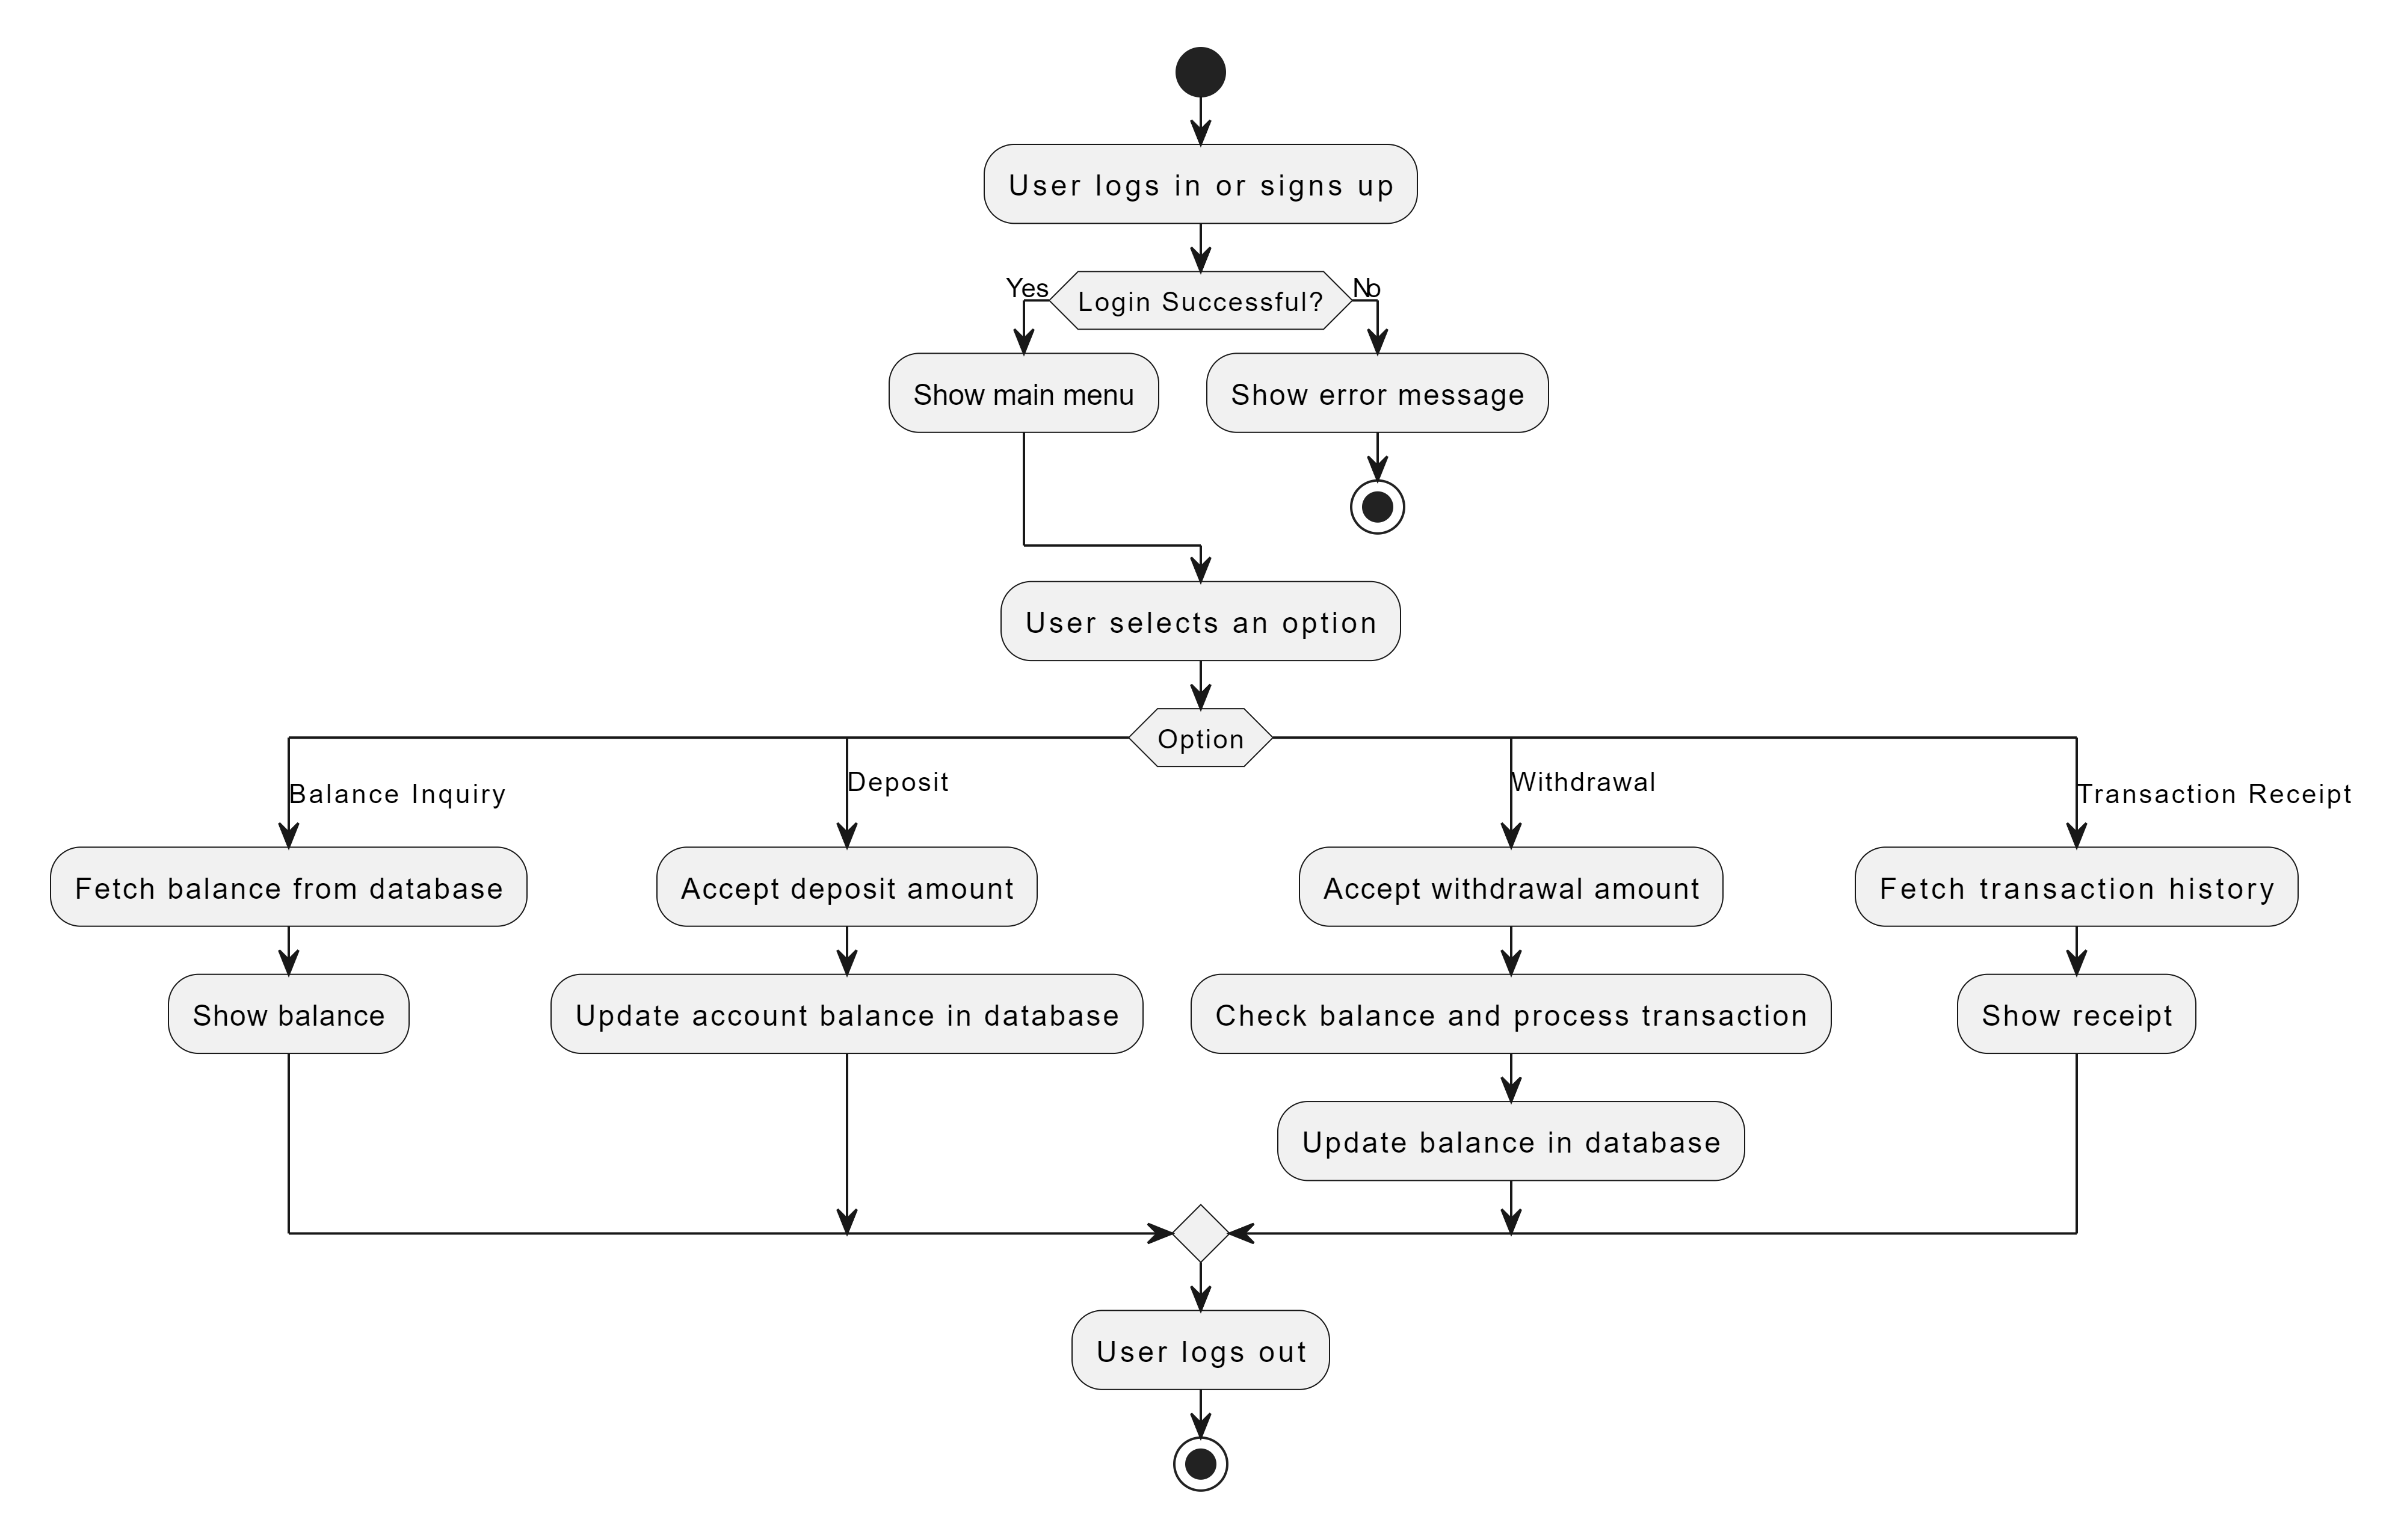 User logs in or signs up
Yes
Login Successful?
No
Show main menu
Show error message
User selects an option
Option
Balance Inquiry
Deposit
Withdrawal
Transaction Receipt
Fetch balance from database
Accept deposit amount
Accept withdrawal amount
Fetch transaction history
Show balance
Update account balance in database
Check balance and process transaction
Show receipt
Update balance in database
User logs out